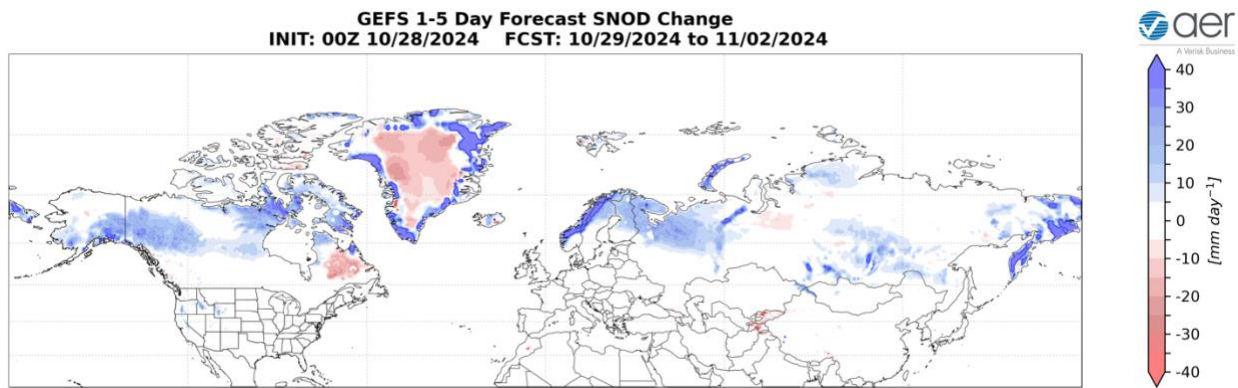 GEFS 1-5 Day Forecast SNOD Change
INIT: 00Z 10/28/2024 FCST: 10/29/2024 to 11/02/2024
aer
A Verisk Business
40
30
20
10
0
-10
-20
-30
-40
[mm day⁻¹]